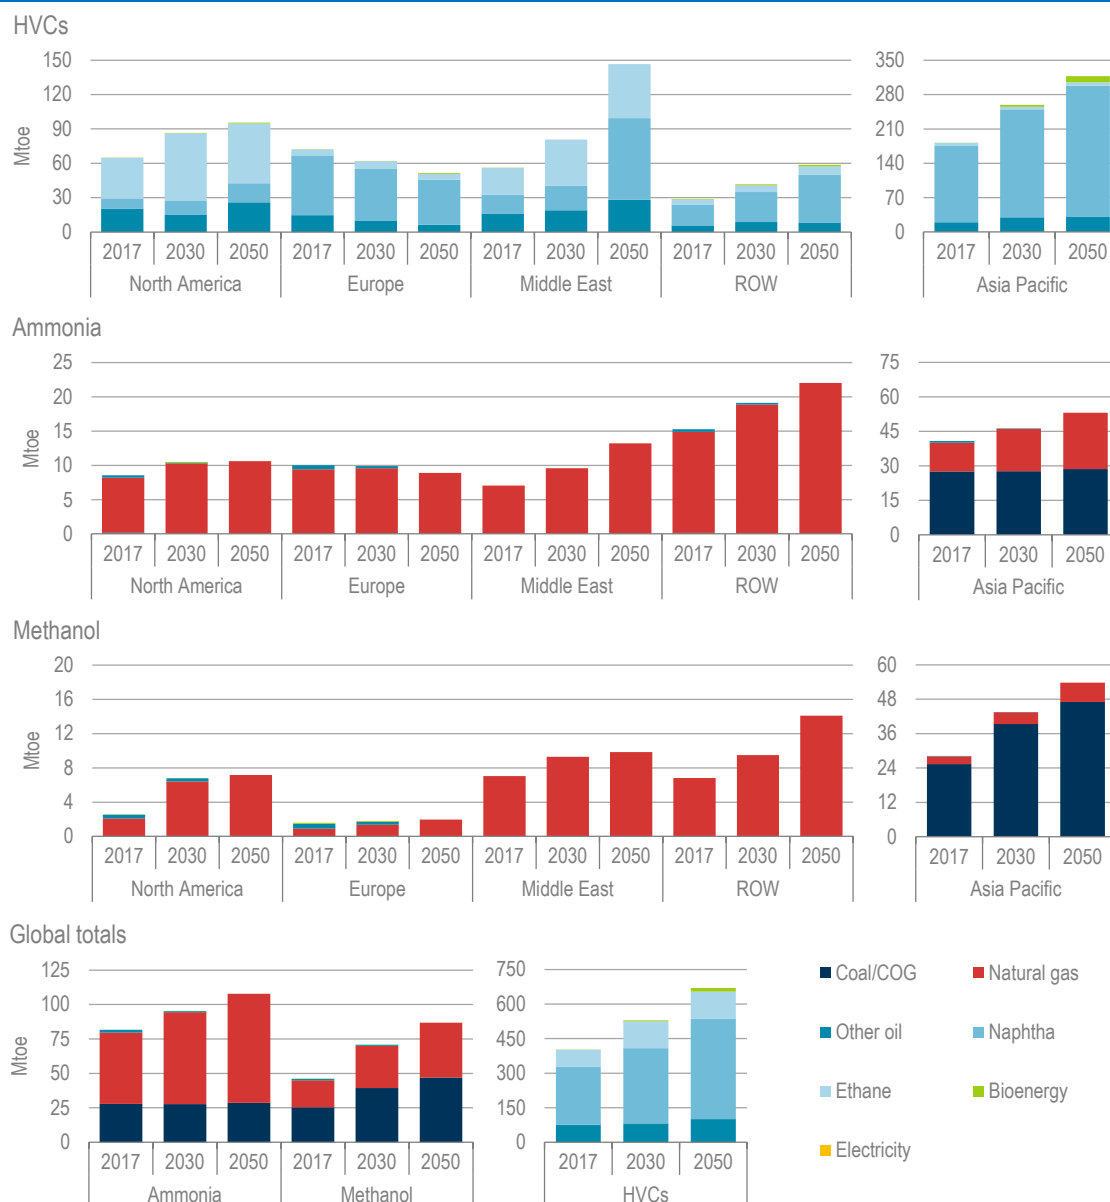 HVCs
Mtoe
150
120
90
60
30
0
2017 2030 2050 2017 2030 2050 2017 2030 2050 2017 2030 2050
North America Europe Middle East ROW
350
280
210
140
70
0
2017 2030 2050
Asia Pacific
Ammonia
Mtoe
25
20
15
10
5
0
2017 2030 2050 2017 2030 2050 2017 2030 2050 2017 2030 2050
North America Europe Middle East ROW
75
60
45
30
15
0
2017 2030 2050
Asia Pacific
Methanol
Mtoe
20
16
12
8
4
0
2017 2030 2050 2017 2030 2050 2017 2030 2050 2017 2030 2050
North America Europe Middle East ROW
60
48
36
24
12
0
2017 2030 2050
Asia Pacific
Global totals
Mtoe
125
100
75
50
25
0
2017 2030 2050 2017 2030 2050
Ammonia Methanol
750
600
450
300
150
0
2017 2030 2050
HVCs
Coal/COG Natural gas
Other oil Naphtha
Ethane Bioenergy
Electricity